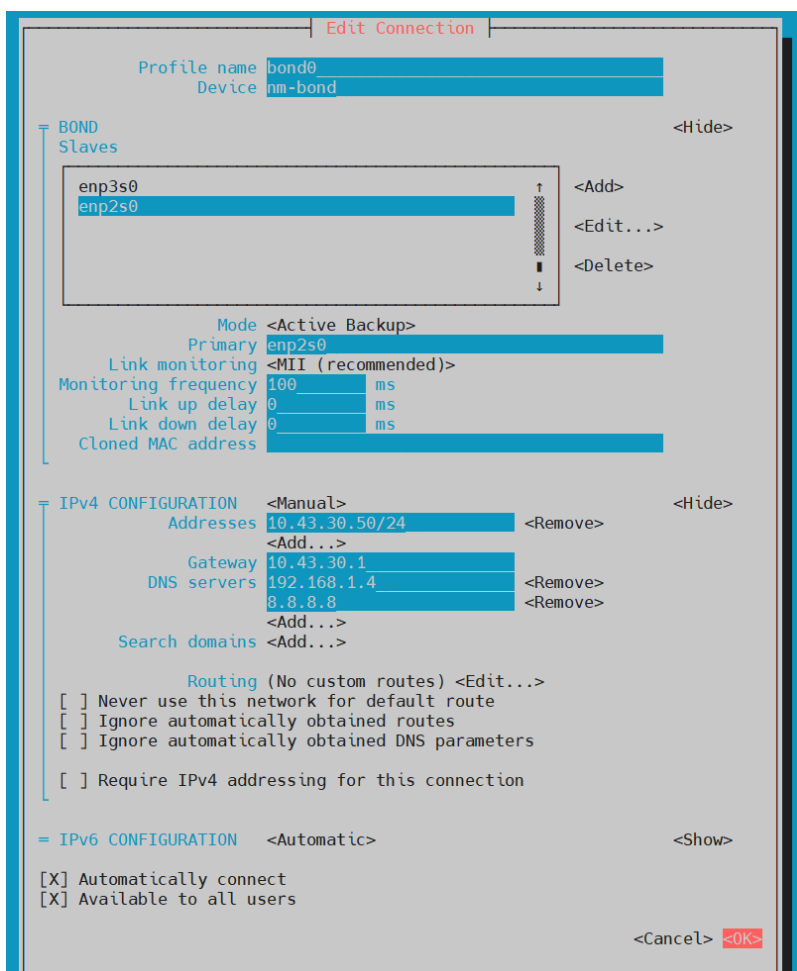 Edit Connection
Profile name bond0
Device nm-bond
BOND <Hide>
Slaves
enp3s0 ↑ <Add>
enp2s0
<Edit...>
<Delete>
↓
Mode <Active Backup>
Primary enp2s0
Link monitoring <MII (recommended)>
Monitoring frequency 100 ms
Link up delay 0 ms
Link down delay 0 ms
Cloned MAC address
IPv4 CONFIGURATION <Manual> <Hide>
Addresses 10.43.30.50/24 <Remove>
<Add...>
Gateway 10.43.30.1
DNS servers 192.168.1.4 <Remove>
8.8.8.8 <Remove>
<Add...>
Search domains <Add...>
Routing (No custom routes) <Edit...>
[ ] Never use this network for default route
[ ] Ignore automatically obtained routes
[ ] Ignore automatically obtained DNS parameters
[ ] Require IPv4 addressing for this connection
= IPv6 CONFIGURATION <Automatic> <Show>
[X] Automatically connect
[X] Available to all users
<Cancel> <OK>